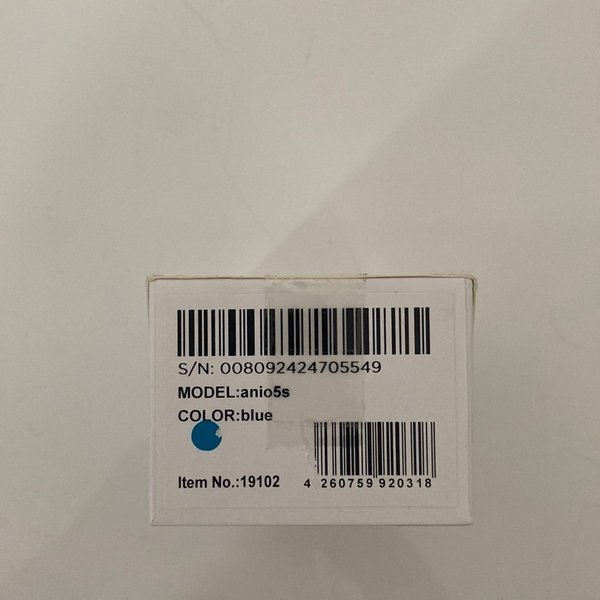 S/N: 008092424705549
MODEL:anio5s
COLOR:blue
Item No.:19102
4 260759 920318